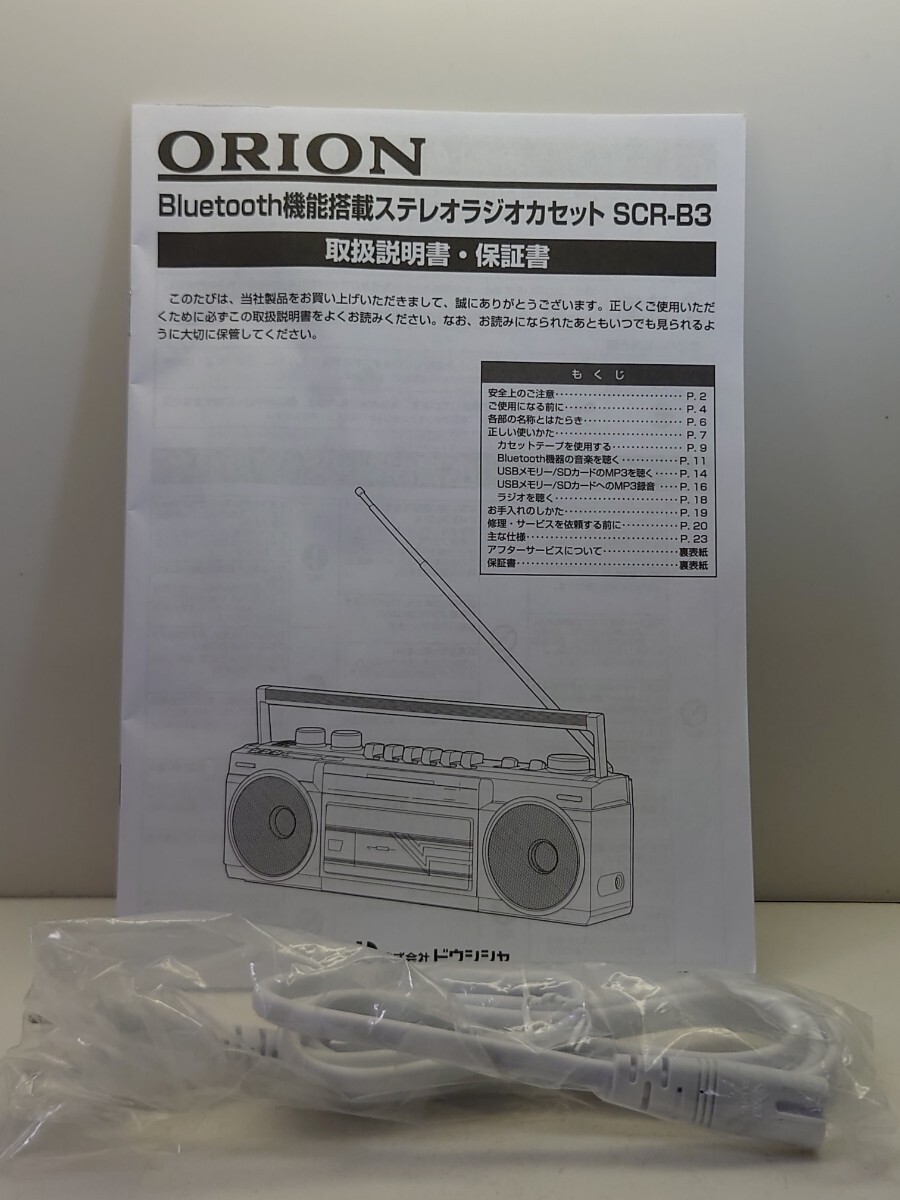 ORION
Bluetooth機能搭載ステレオラジオカセット SCR-B3
取扱説明書・保証書
このたびは、当社製品をお買い上げいただきまして、誠にありがとうございます。正しくご使用いただ
くために必ずこの取扱説明書をよくお読みください。なお、お読みになられたあともいつでも見られるよ
うに大切に保管してください。
もくじ
安全上のご注意‥‥‥‥‥‥‥‥‥ P. 2
ご使用になる前に‥‥‥‥‥‥‥‥ P. 4
各部の名称とはたらき‥‥‥‥‥‥ P. 6
正しい使いかた‥‥‥‥‥‥‥‥‥ P. 7
カセットテープを使用する‥‥‥‥ P. 9
Bluetooth機器の音楽を聴く‥‥‥ P. 11
USBメモリー/SDカードのMP3を聴く‥‥ P. 14
USBメモリー/SDカードへのMP3録音 ‥‥ P. 16
ラジオを聴く‥‥‥‥‥‥‥‥‥ P. 18
お手入れのしかた‥‥‥‥‥‥‥‥ P. 19
修理・サービスを依頼する前に‥‥‥ P. 20
主な仕様‥‥‥‥‥‥‥‥‥‥‥ P. 23
アフターサービスについて‥‥‥‥‥ 裏表紙
保証書‥‥‥‥‥‥‥‥‥‥‥‥ 裏表紙
式会社 ドウシシャ